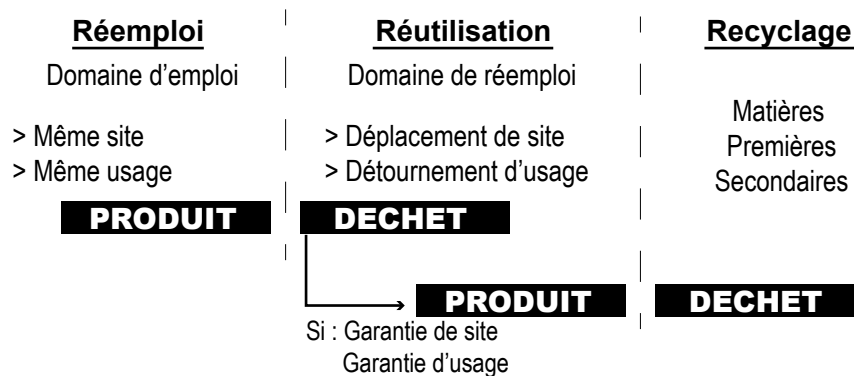 Réemploi
Domaine d'emploi
> Même site
> Même usage
PRODUIT
Réutilisation
Domaine de réemploi
> Déplacement de site
> Détournement d'usage
DECHET
PRODUIT
Si : Garantie de site
Garantie d'usage
Recyclage
Matières
Premières
Secondaires
DECHET